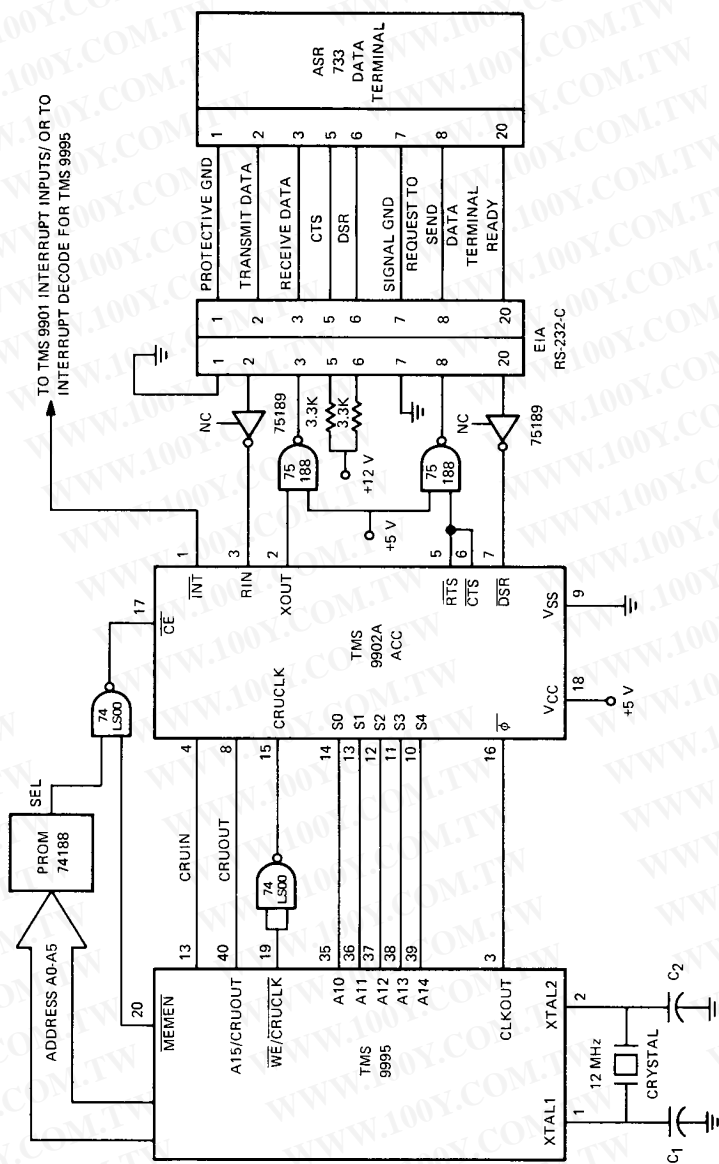 TO TMS 9901 INTERRUPT INPUTS/ OR TO
INTERRUPT DECODE FOR TMS 9995
ADDRESS A0-A5
PROM
74188
SEL
74
LS00
MEMEN
20
A15/CRUOUT
WE/CRUCLK
13
CRUIN
4
40
CRUOUT
8
19
74
LS00
15
CRUCLK
TMS
9995
A10
35
14
S0
A11
36
13
S1
A12
37
12
S2
A13
38
11
S3
A14
39
10
S4
CLKOUT
3
16
φ
XTAL1
1
XTAL2
2
12 MHz
CRYSTAL
C1
C2
17
CE
TMS
9902A
ACC
INT
1
RIN
3
XOUT
2
RTS
5
CTS
6
DSR
7
VSS
9
VCC
18
+5 V
NC
75189
75
188
3.3K
3.3K
+12 V
+5 V
75
188
NC
75189
1
2
3
5
6
7
8
20
1
2
3
5
6
7
8
20
EIA
RS-232-C
PROTECTIVE GND
TRANSMIT DATA
RECEIVE DATA
CTS
DSR
SIGNAL GND
REQUEST TO
SEND
DATA
TERMINAL
READY
1
2
3
5
6
7
8
20
ASR
733
DATA
TERMINAL
WWW.100Y.COM.TW